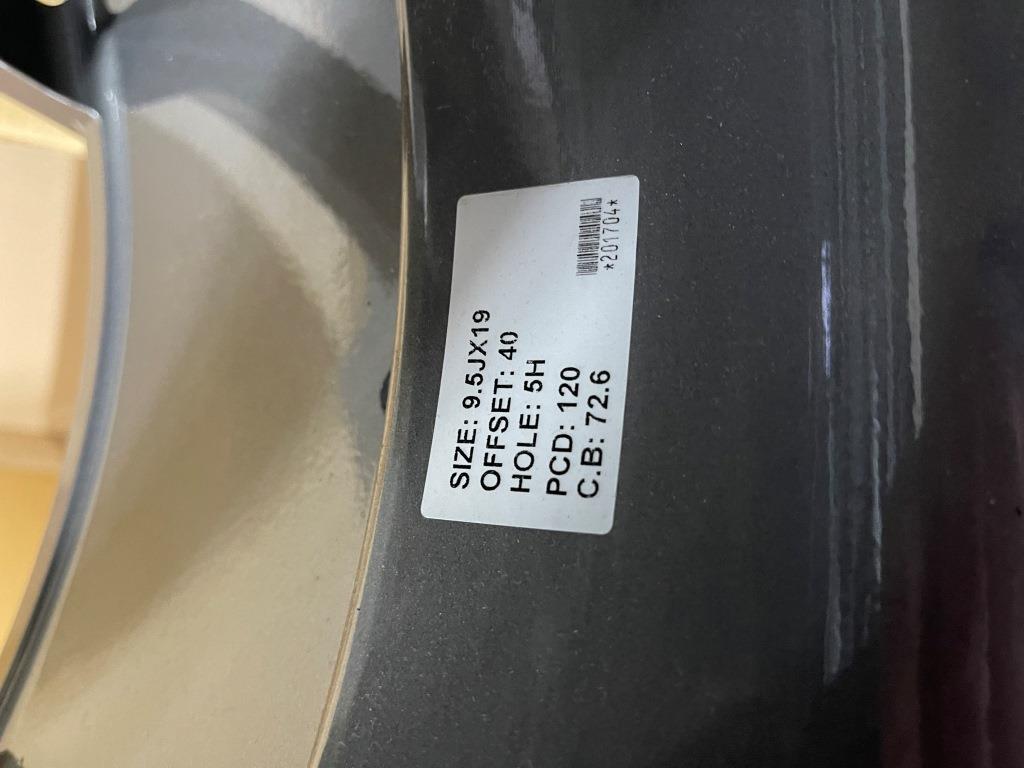 SIZE: 9.5JX19
OFFSET: 40
HOLE: 5H
PCD: 120
C.B: 72.6
*201704*